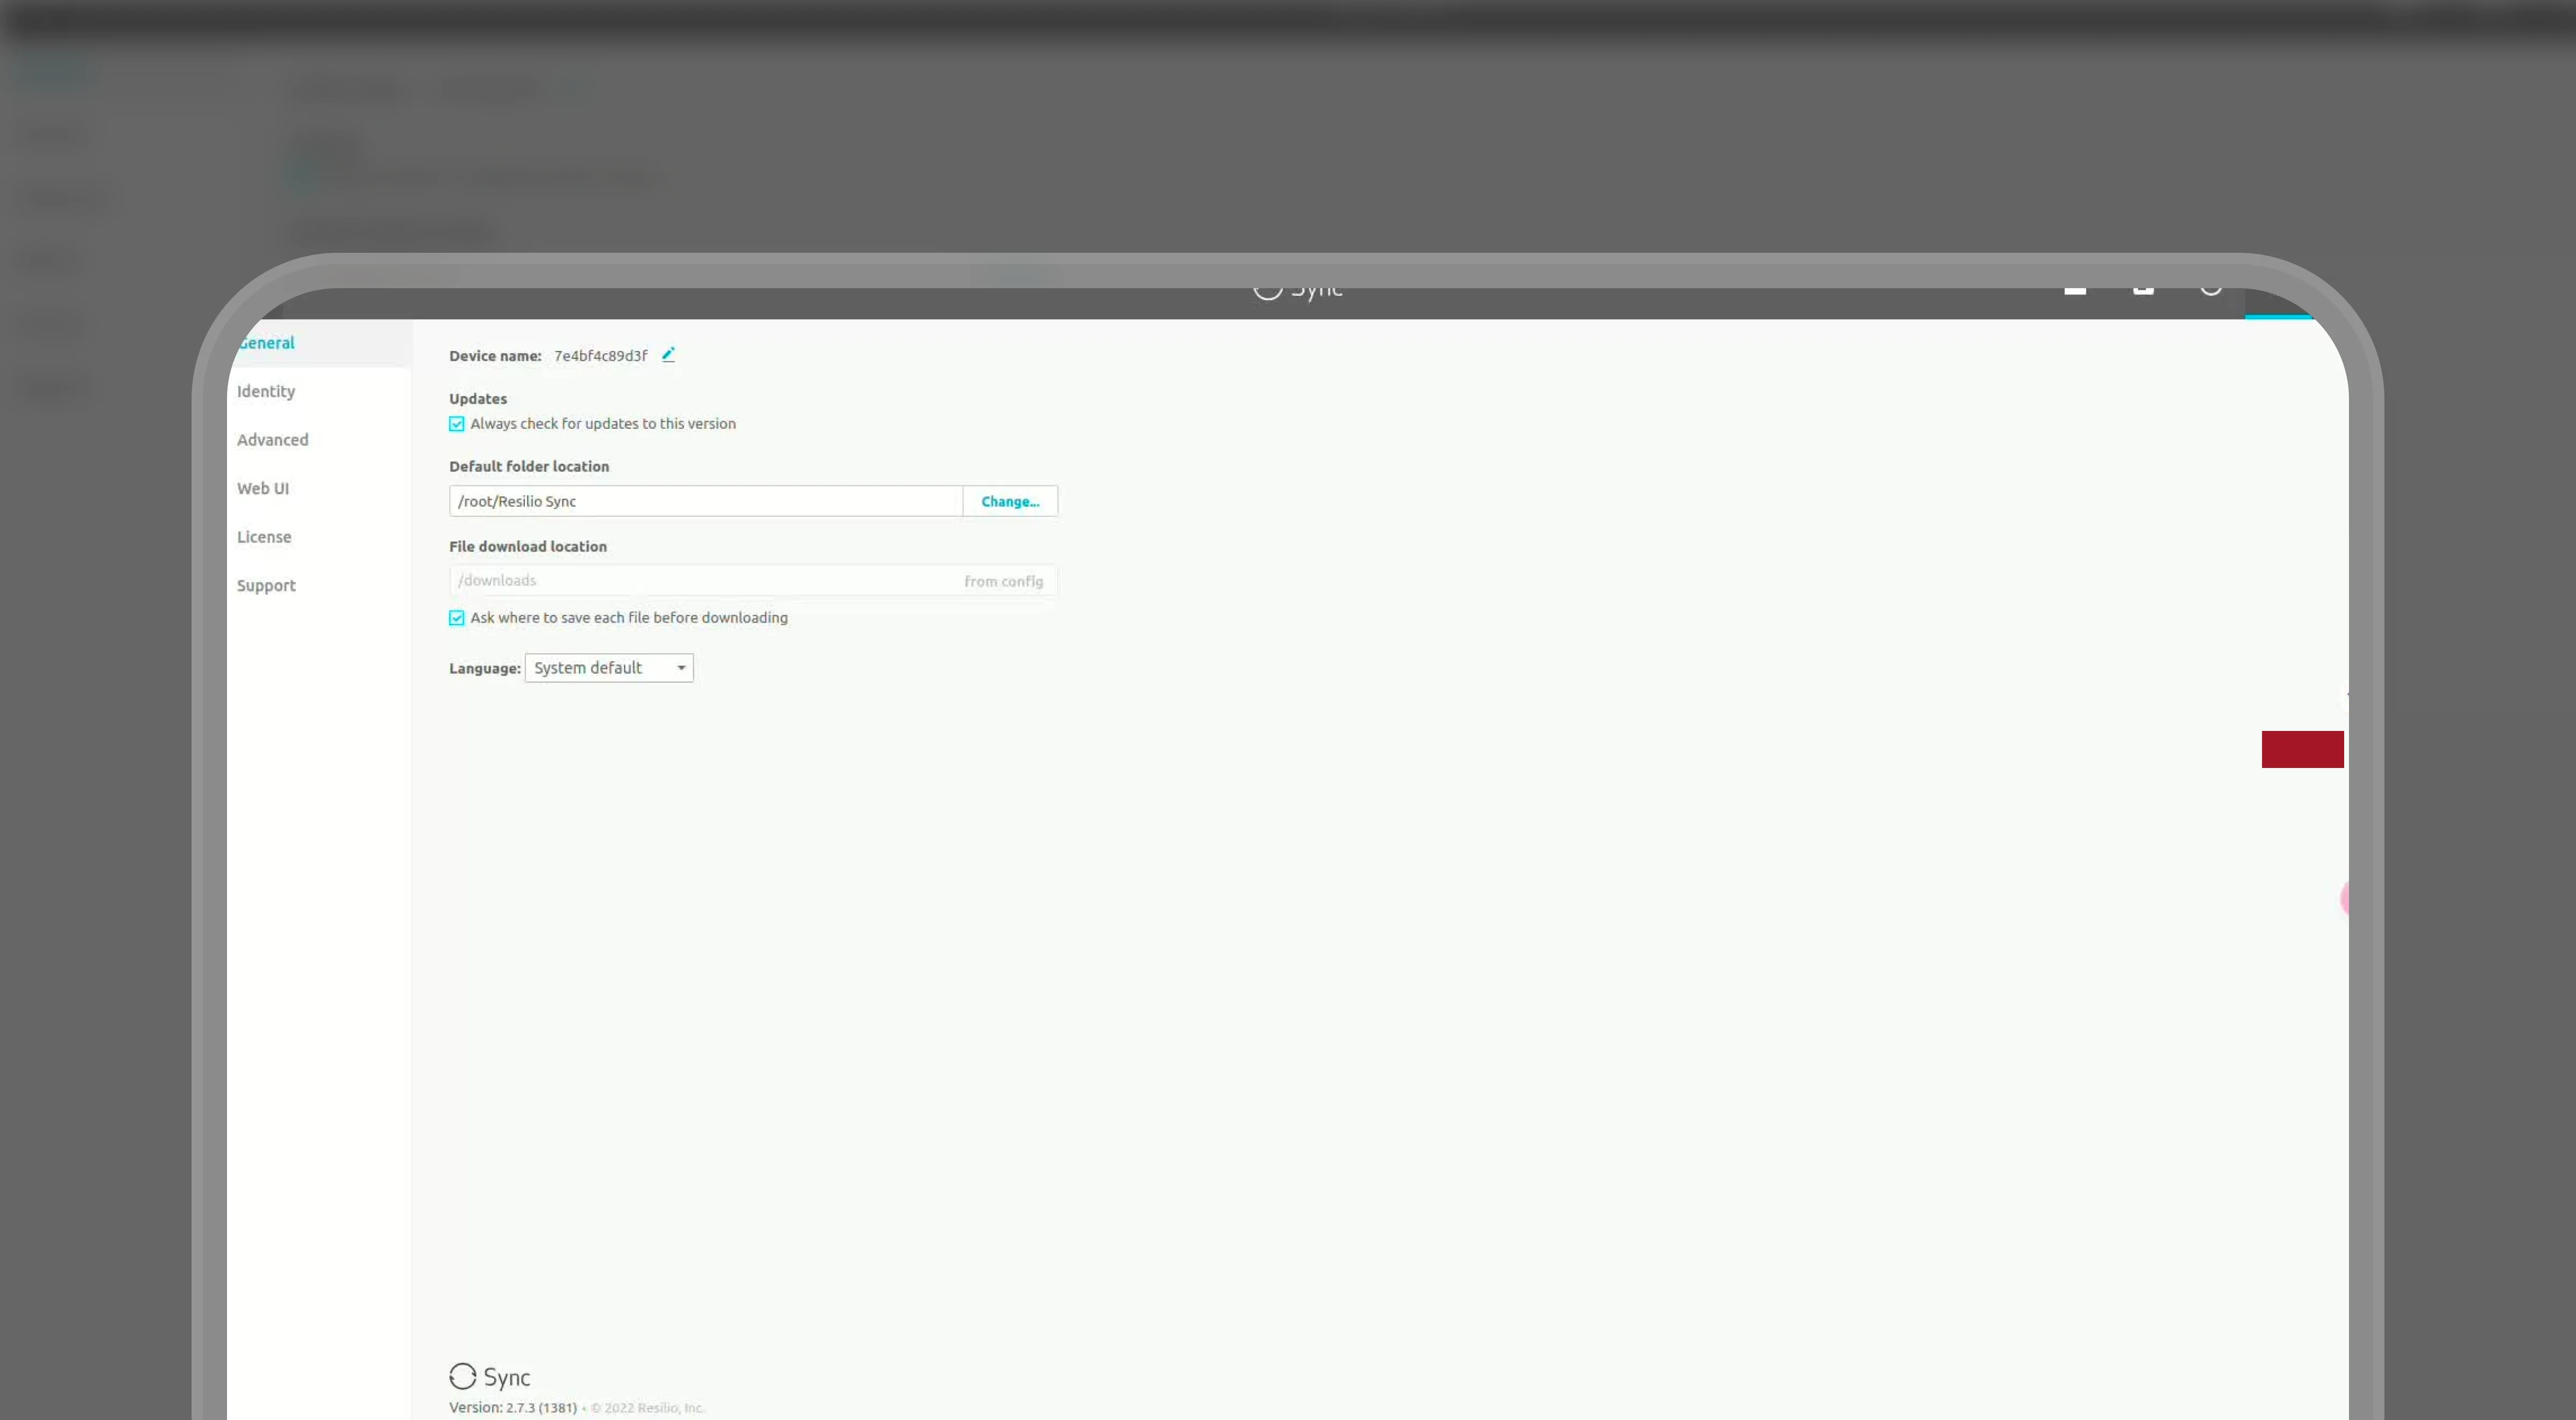 Sync
General
Identity
Advanced
Web UI
License
Support
Device name: 7e4bf4c89d3f
Updates
Always check for updates to this version
Default folder location
/root/Resilio Sync
Change...
File download location
/downloads
from config
Ask where to save each file before downloading
Language: System default
Sync
Version: 2.7.3 (1381) • © 2022 Resilio, Inc.